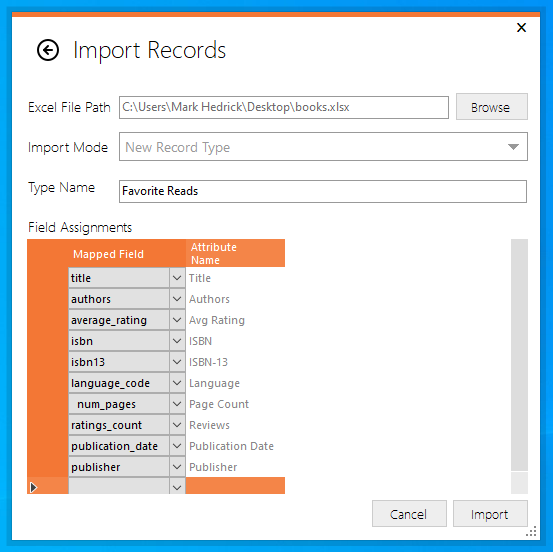 Import Records
Excel File Path C:\Users\Mark Hedrick\Desktop\books.xlsx Browse
Import Mode New Record Type
Type Name Favorite Reads
Field Assignments
Mapped Field Attribute Name
title Title
authors Authors
average_rating Avg Rating
isbn ISBN
isbn13 ISBN-13
language_code Language
num_pages Page Count
ratings_count Reviews
publication_date Publication Date
publisher Publisher
Cancel Import